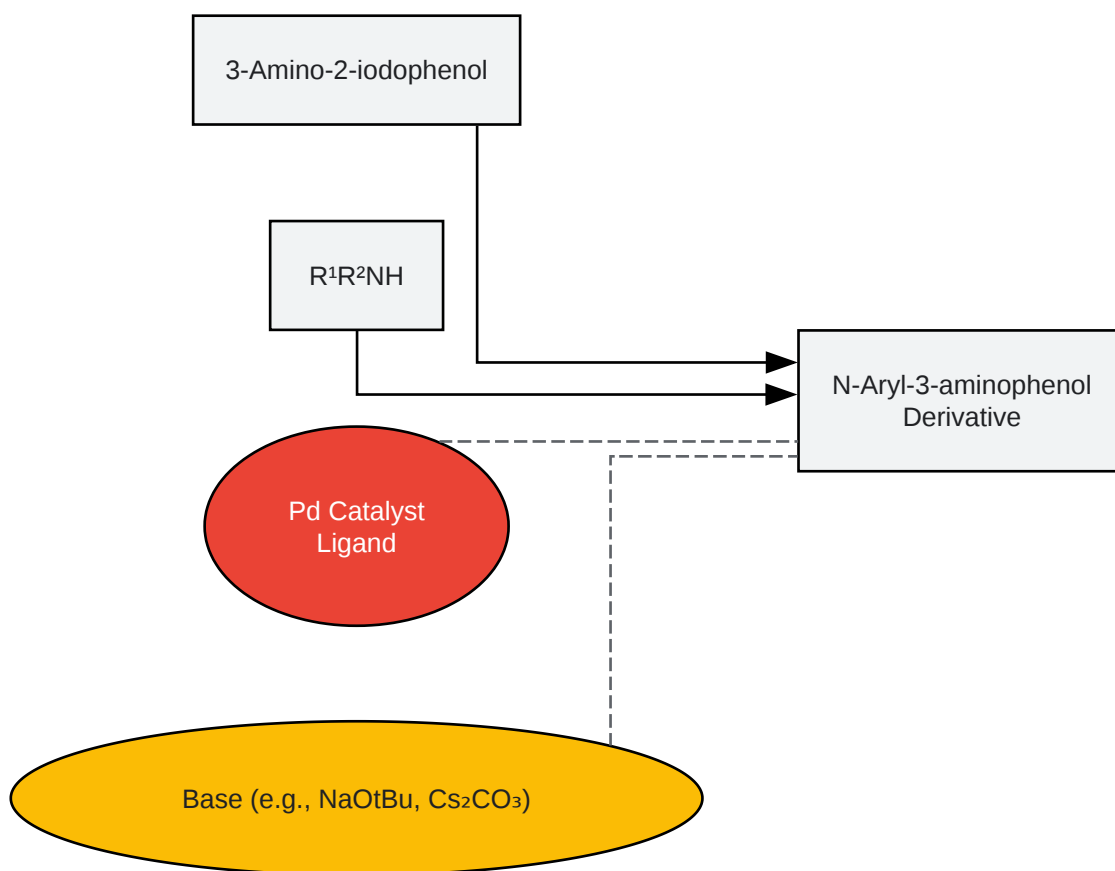 3-Amino-2-iodophenol
R¹R²NH
N-Aryl-3-aminophenol
Derivative
Pd Catalyst
Ligand
Base (e.g., NaOtBu, Cs₂CO₃)